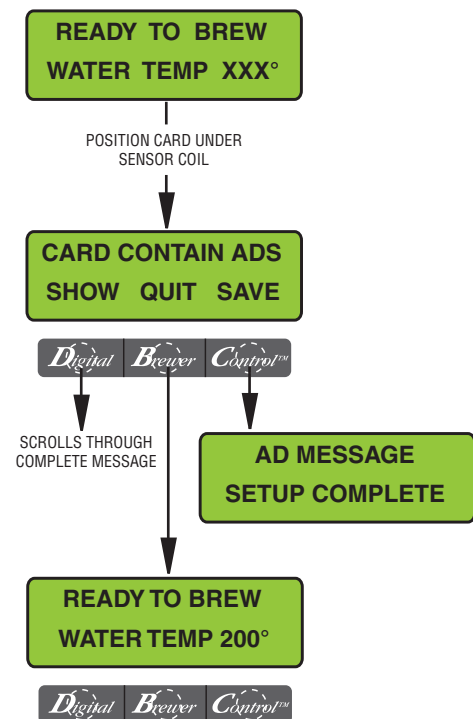 READY TO BREW
WATER TEMP XXX°
POSITION CARD UNDER
SENSOR COIL
CARD CONTAIN ADS
SHOW QUIT SAVE
Digital Brewer Control™
SCROLLS THROUGH
COMPLETE MESSAGE
AD MESSAGE
SETUP COMPLETE
READY TO BREW
WATER TEMP 200°
Digital Brewer Control™